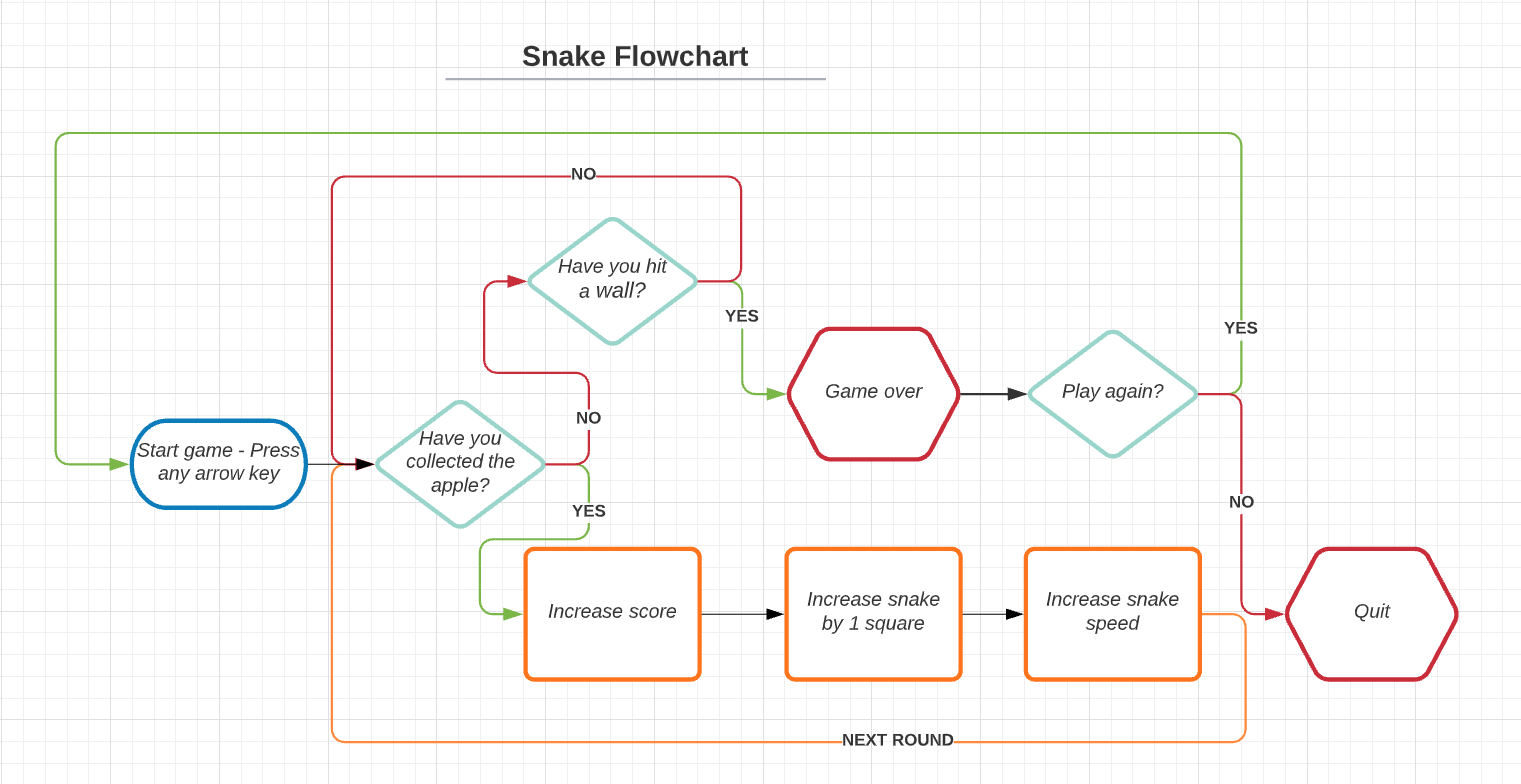 Snake Flowchart
NO
Have you hit
a wall?
YES
YES
Game over
Play again?
Start game - Press
any arrow key
Have you
collected the
apple?
NO
YES
NO
Increase score
Increase snake
by 1 square
Increase snake
speed
Quit
NEXT ROUND